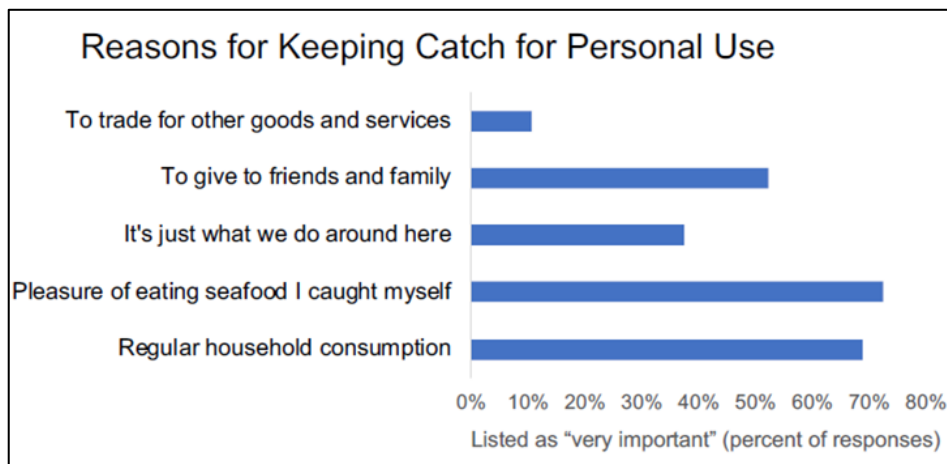 Reasons for Keeping Catch for Personal Use
To trade for other goods and services
To give to friends and family
It's just what we do around here
Pleasure of eating seafood I caught myself
Regular household consumption
0% 10% 20% 30% 40% 50% 60% 70% 80%
Listed as “very important” (percent of responses)